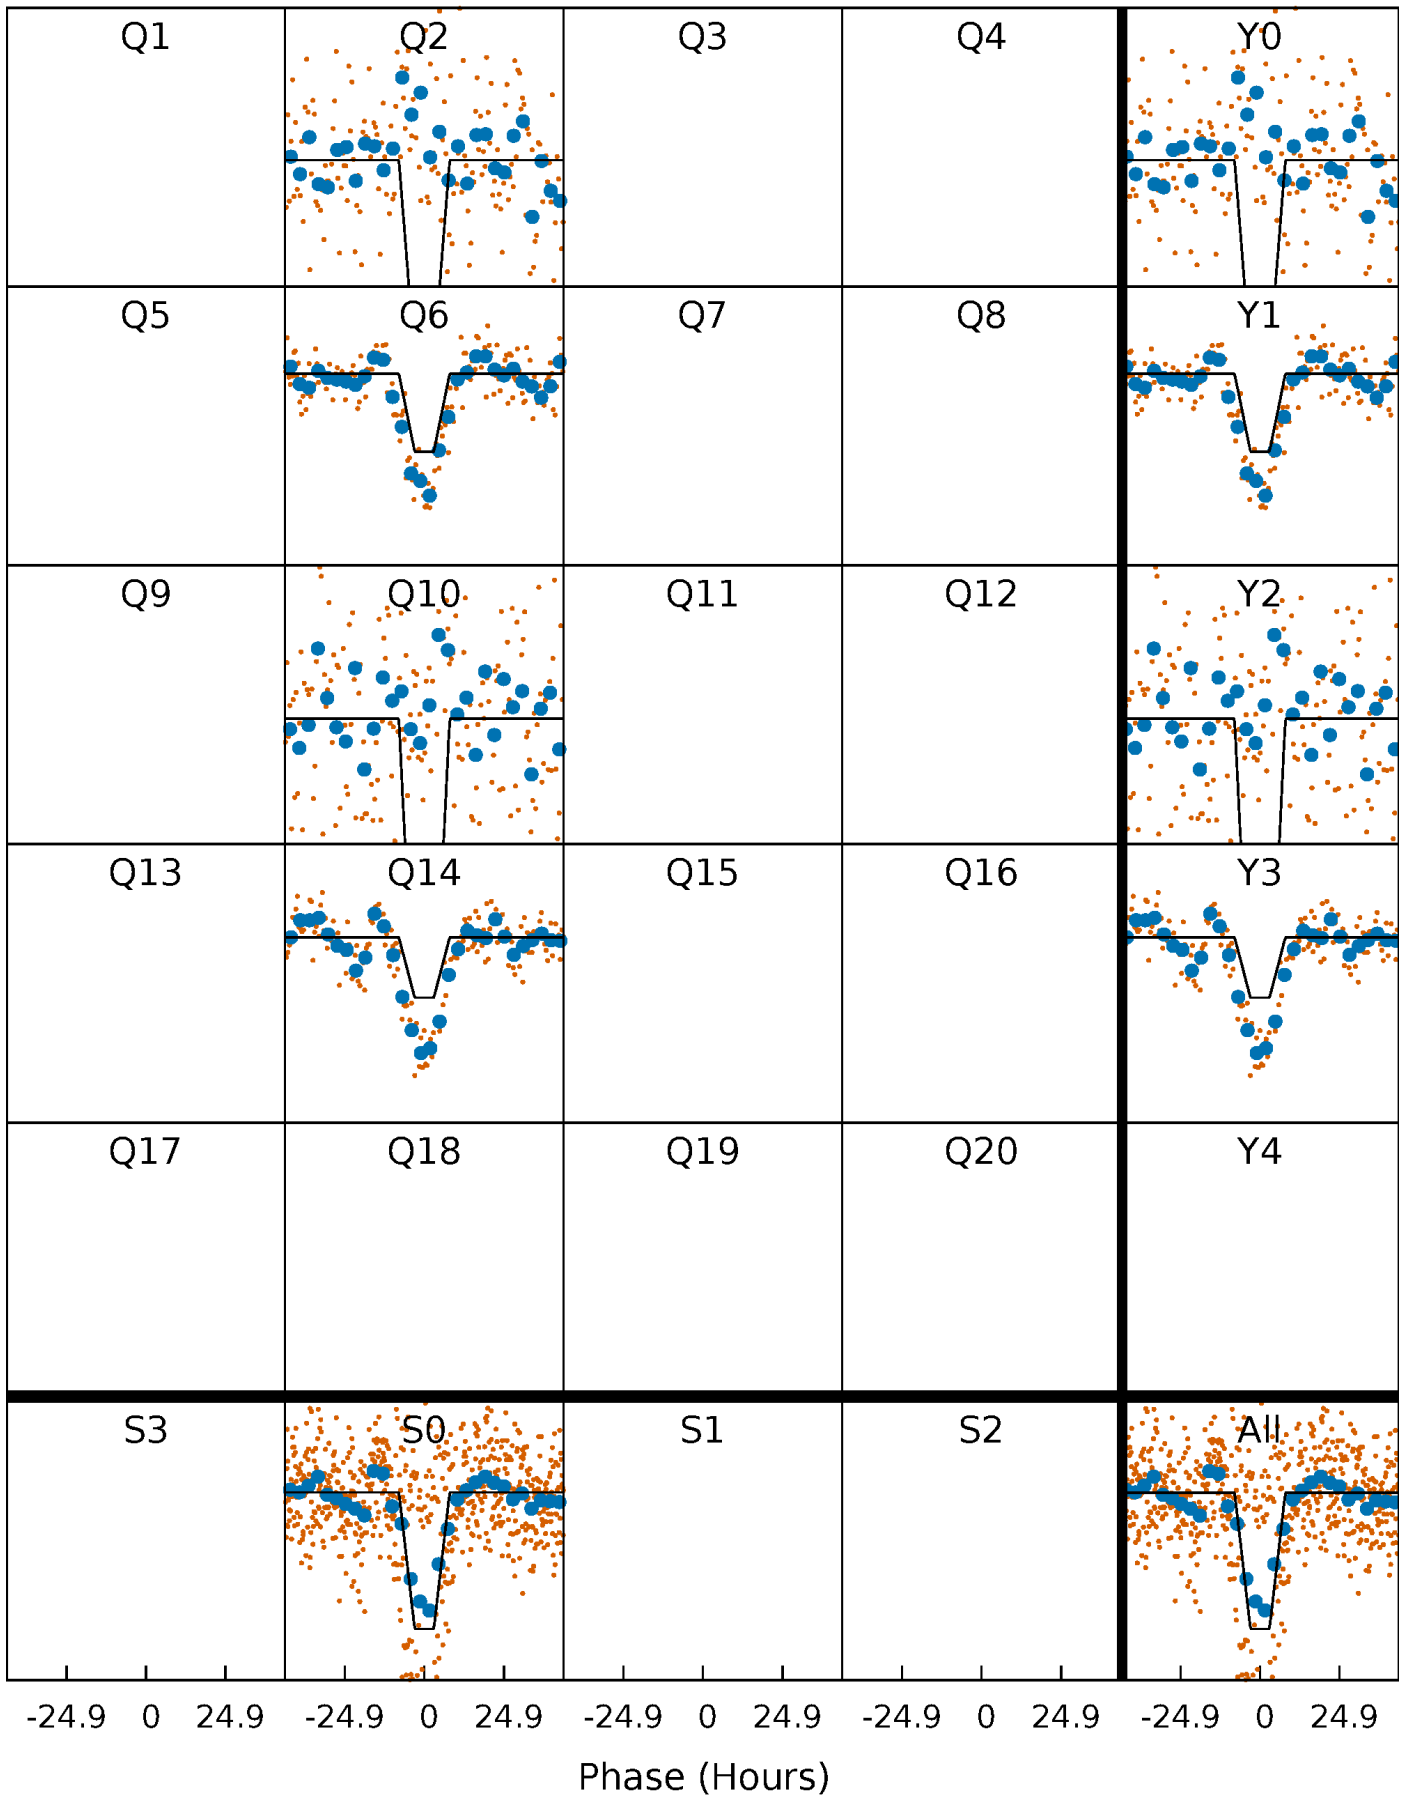 Q1 Q2 Q3 Q4 Y0
Q5 Q6 Q7 Q8 Y1
Q9 Q10 Q11 Q12 Y2
Q13 Q14 Q15 Q16 Y3
Q17 Q18 Q19 Q20 Y4
S3 S0 S1 S2 All
-24.9 0 24.9 -24.9 0 24.9 -24.9 0 24.9 -24.9 0 24.9 -24.9 0 24.9
Phase (Hours)